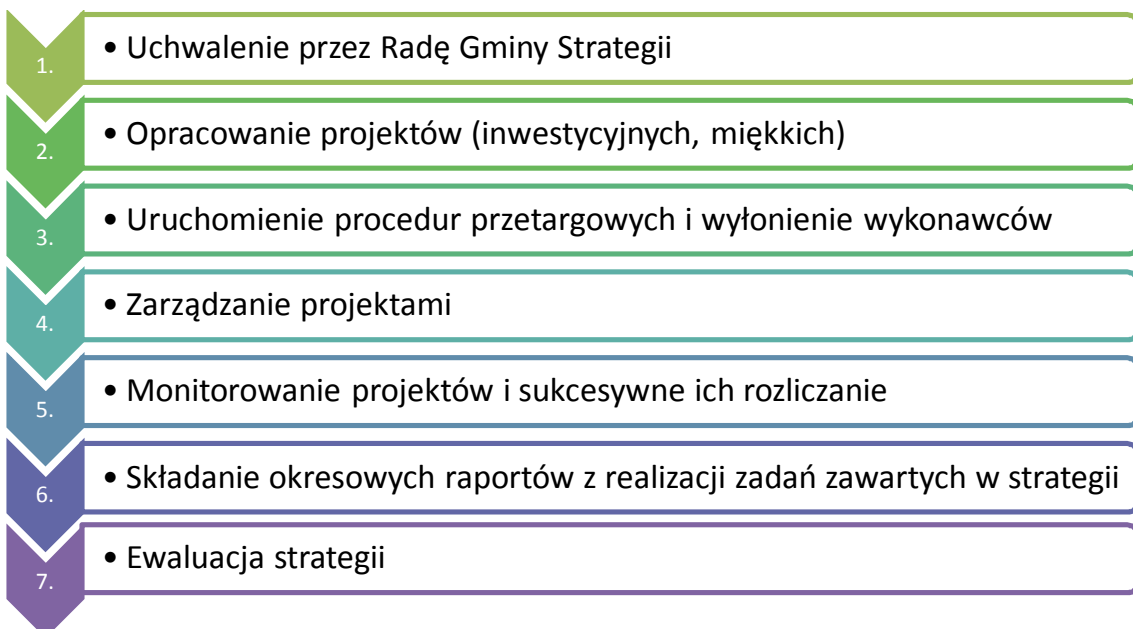 1.
• Uchwalenie przez Radę Gminy Strategii
2.
• Opracowanie projektów (inwestycyjnych, miękkich)
3.
• Uruchomienie procedur przetargowych i wyłonienie wykonawców
4.
• Zarządzanie projektami
5.
• Monitorowanie projektów i sukcesywne ich rozliczanie
6.
• Składanie okresowych raportów z realizacji zadań zawartych w strategii
7.
• Ewaluacja strategii